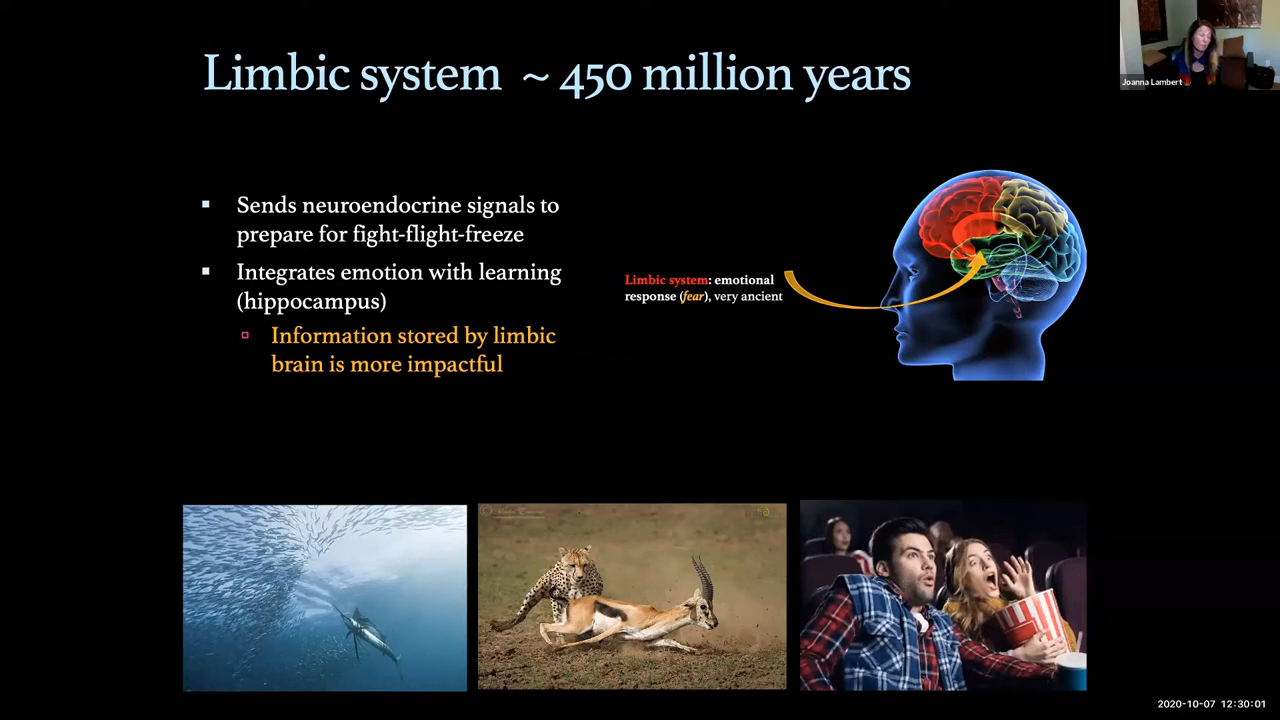 Limbic system ~ 450 million years
Joanna Lambert
Sends neuroendocrine signals to
prepare for fight-flight-freeze
Integrates emotion with learning
(hippocampus)
Information stored by limbic
brain is more impactful
Limbic system: emotional
response (fear), very ancient
2020-10-07 12:30:01